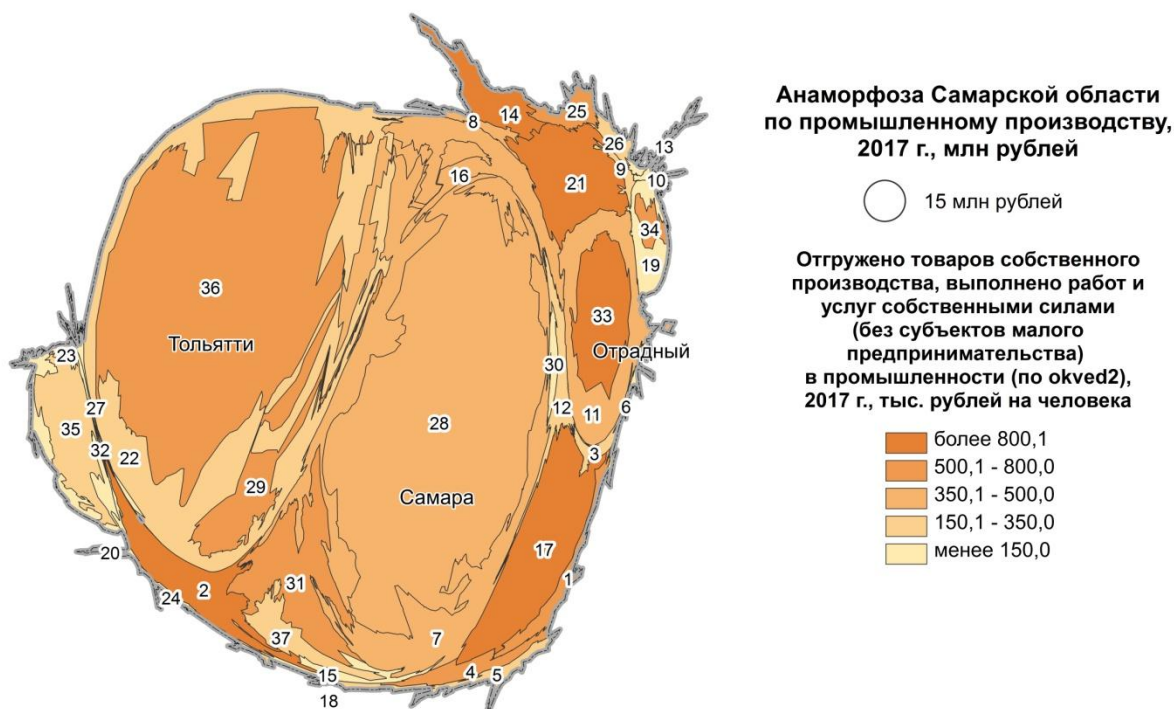 Анаморфоза Самарской области
по промышленному производству,
2017 г., млн рублей
15 млн рублей
Отгружено товаров собственного
производства, выполнено работ и
услуг собственными силами
(без субъектов малого
предпринимательства)
в промышленности (по okved2),
2017 г., тыс. рублей на человека
более 800,1
500,1 - 800,0
350,1 - 500,0
150,1 - 350,0
менее 150,0
14
25
8
26
13
16
9
21
10
34
19
36
33
Тольятти
Отрадный
23
30
27
12
6
35
11
28
32
22
3
29
Самара
17
20
1
2
31
24
37
7
15
4
5
18